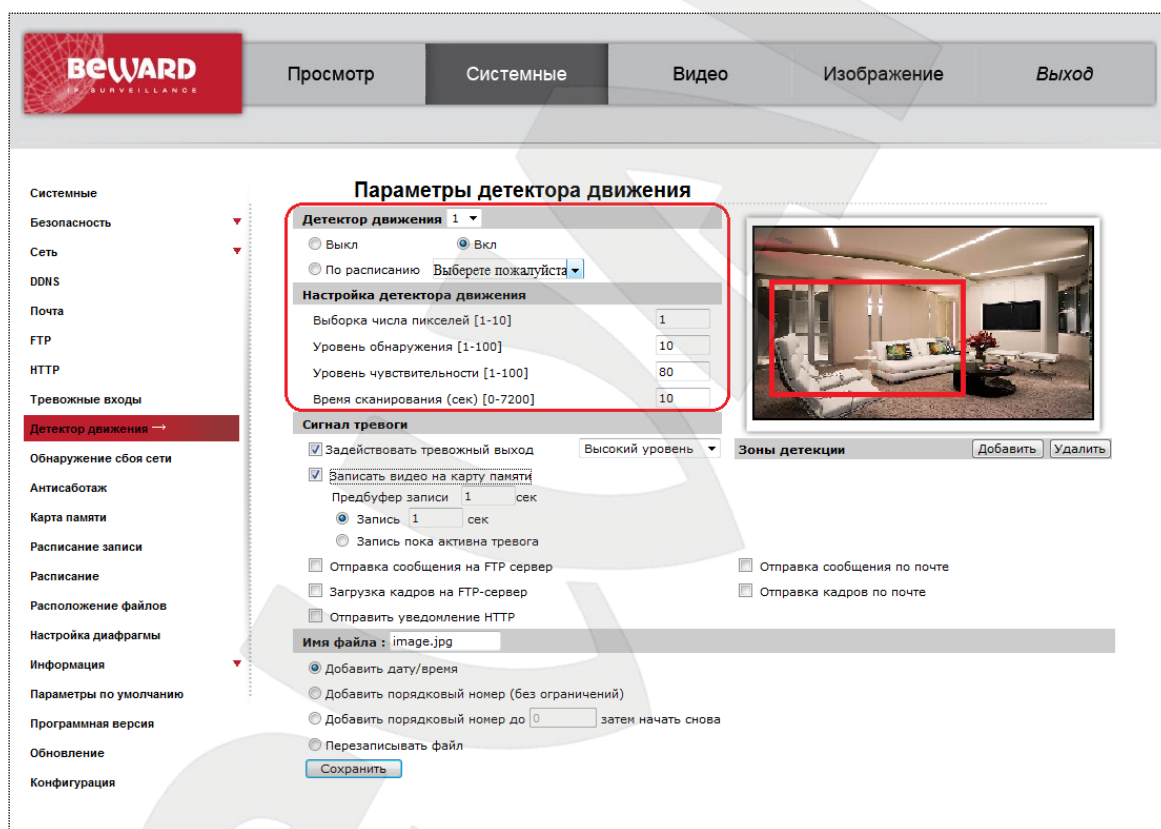 BEWARD
IP SURVEILLANCE
Просмотр
Системные
Видео
Изображение
Выход
Системные
Безопасность
Сеть
DDNS
Почта
FTP
HTTP
Тревожные входы
Детектор движения →
Обнаружение сбоя сети
Антисаботаж
Карта памяти
Расписание записи
Расписание
Расположение файлов
Настройка диафрагмы
Информация
Параметры по умолчанию
Программная версия
Обновление
Конфигурация
Параметры детектора движения
Детектор движения 1
Выкл Вкл
По расписанию Выберете пожалуйста
Настройка детектора движения
Выборка числа пикселей [1-10] 1
Уровень обнаружения [1-100] 10
Уровень чувствительности [1-100] 80
Время сканирования (сек) [0-7200] 10
Сигнал тревоги
Задействовать тревожный выход Высокий уровень
Записать видео на карту памяти
Предбуфер записи 1 сек
Запись 1 сек
Запись пока активна тревога
Зоны детекции Добавить Удалить
Отправка сообщения на FTP сервер Отправка сообщения по почте
Загрузка кадров на FTP-сервер Отправка кадров по почте
Отправить уведомление HTTP
Имя файла : image.jpg
Добавить дату/время
Добавить порядковый номер (без ограничений)
Добавить порядковый номер до 0 затем начать снова
Перезаписывать файл
Сохранить